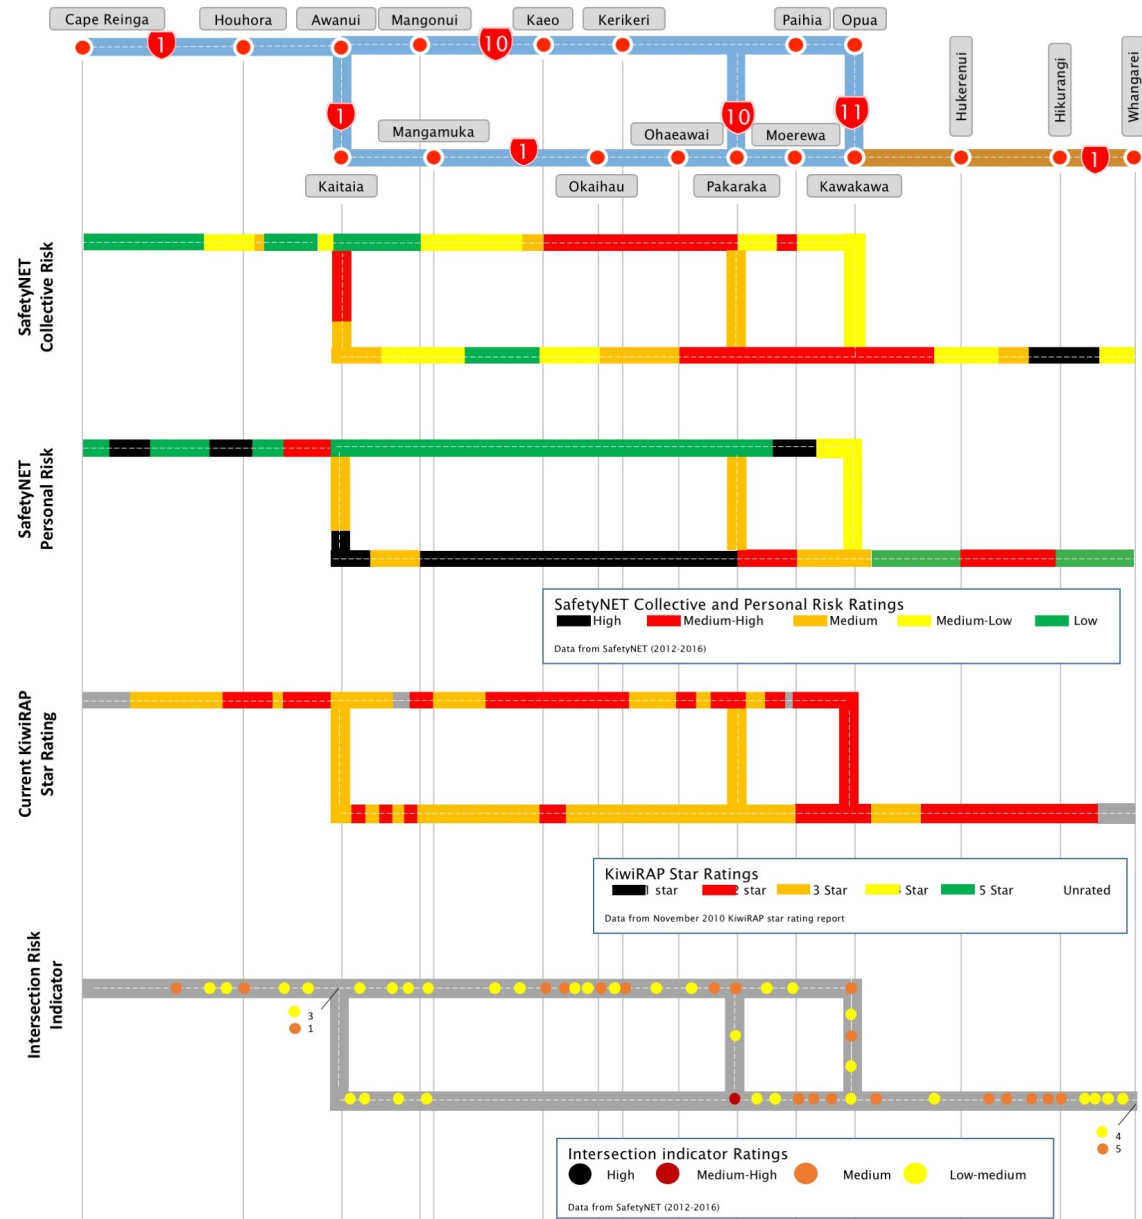 Cape Reinga
Houhora
Awanui
Mangonui
Kaeo
Kerikeri
Paihia
Opua
1
10
Hukerenui
Hikurangi
Whangarei
1
10
11
Mangamuka
1
Ohaeawai
Moerewa
1
Kaitaia
Okaihau
Pakaraka
Kawakawa
SafetyNET
Collective Risk
SafetyNET
Personal Risk
SafetyNET Collective and Personal Risk Ratings
High
Medium-High
Medium
Medium-Low
Low
Data from SafetyNET (2012-2016)
Current KiwiRAP
Star Rating
KiwiRAP Star Ratings
1 star
2 star
3 Star
4 Star
5 Star
Unrated
Data from November 2010 KiwiRAP star rating report
Intersection Risk
Indicator
3
1
4
5
Intersection indicator Ratings
High
Medium-High
Medium
Low-medium
Data from SafetyNET (2012-2016)